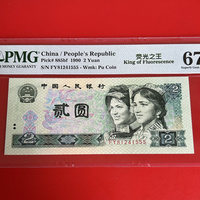 PMG
China / People's Republic
Pick# 885bf 1990 2 Yuan
S/N FY81241555 - Wmk: Pu Coin
荧光之王
King of Fluorescence
67
中国人民银行
贰圆
2
FY81241555